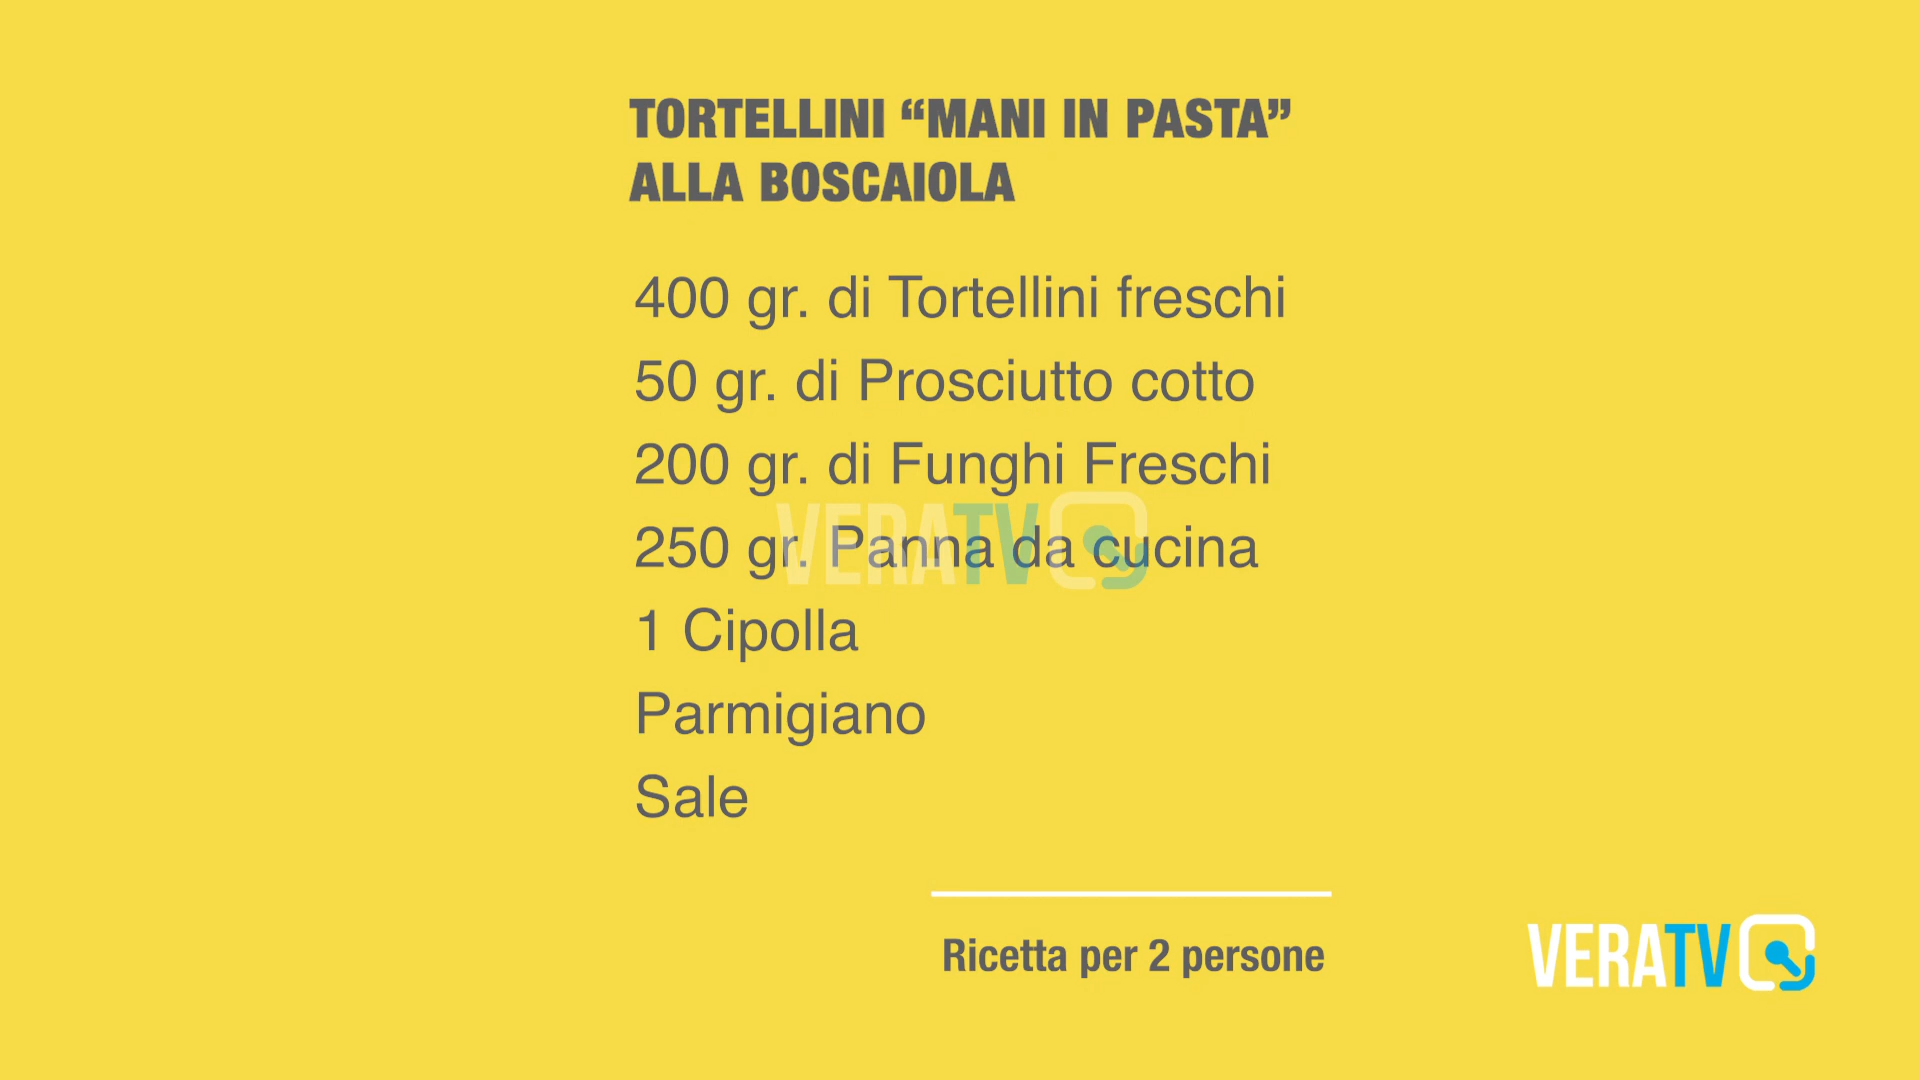 TORTELLINI “MANI IN PASTA”
ALLA BOSCAIOLA
400 gr. di Tortellini freschi
50 gr. di Prosciutto cotto
200 gr. di Funghi Freschi
250 gr. Panna da cucina
VERATV
1 Cipolla
Parmigiano
Sale
Ricetta per 2 persone
VERATV